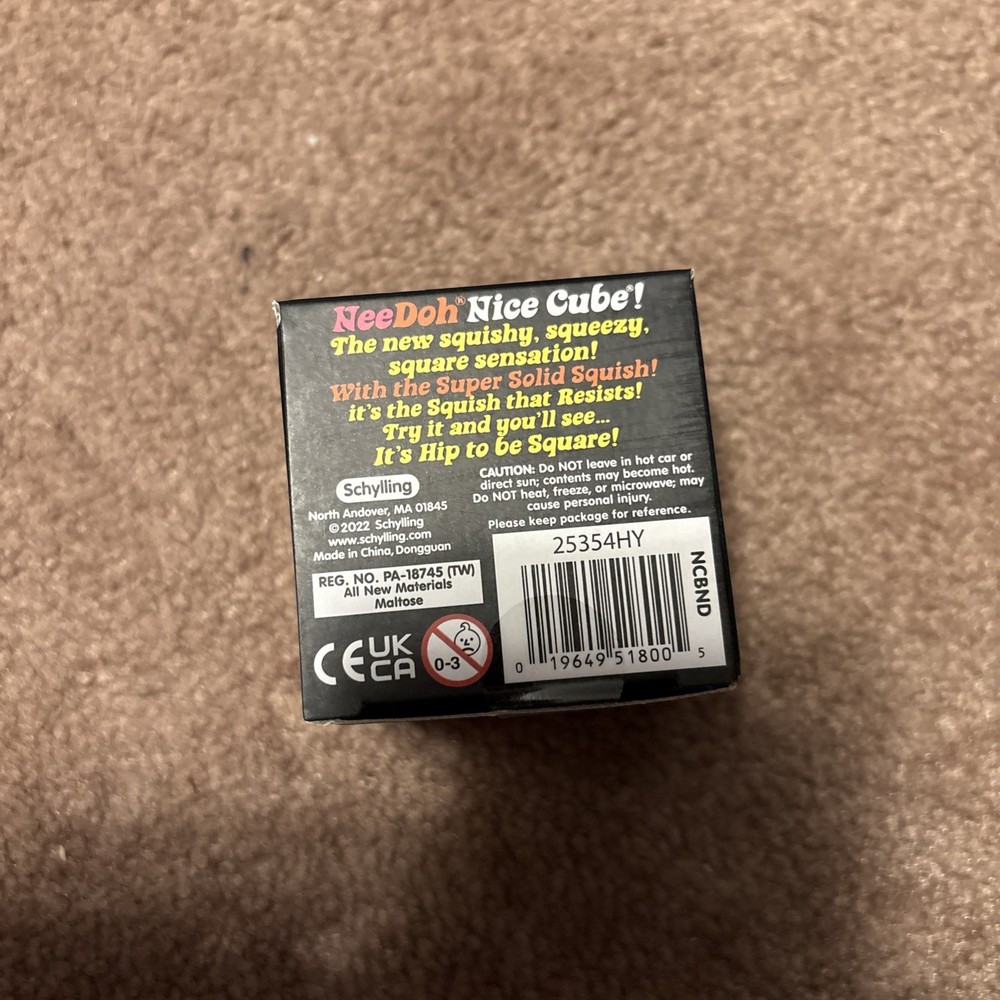 NeeDoh® Nice Cube®!
The new squishy, squeezy,
square sensation!
With the Super Solid Squish!
it's the Squish that Resists!
Try it and you'll see...
It's Hip to be Square!
Schylling
North Andover, MA 01845
© 2022 Schylling
www.schylling.com
Made in China, Dongguan
REG. NO. PA-18745 (TW)
All New Materials
Maltose
CE UK
CA
0-3
CAUTION: Do NOT leave in hot car or
direct sun; contents may become hot.
Do NOT heat, freeze, or microwave; may
cause personal injury.
Please keep package for reference.
25354HY
NCBND
0 19649 51800 5